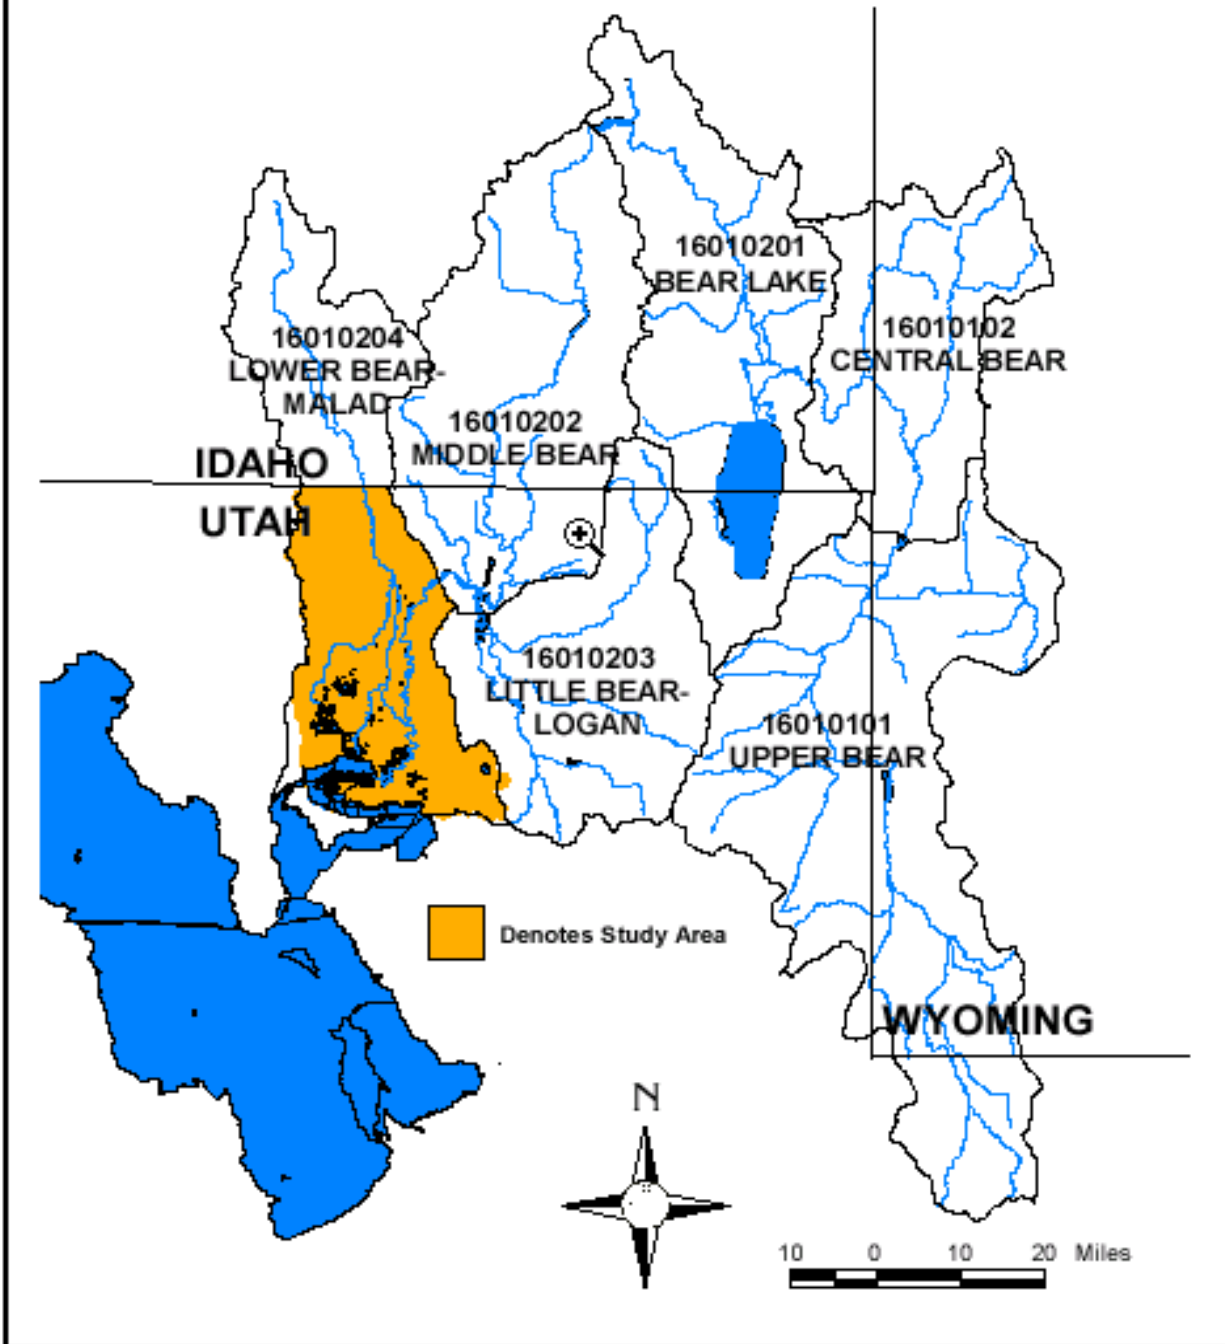 16010201
BEAR LAKE
16010204
LOWER BEAR-
MALAD
16010102
CENTRAL BEAR
16010202
MIDDLE BEAR
IDAHO
UTAH
16010203
LITTLE BEAR-
LOGAN
16010101
UPPER BEAR
Denotes Study Area
WYOMING
N
10 0 10 20 Miles